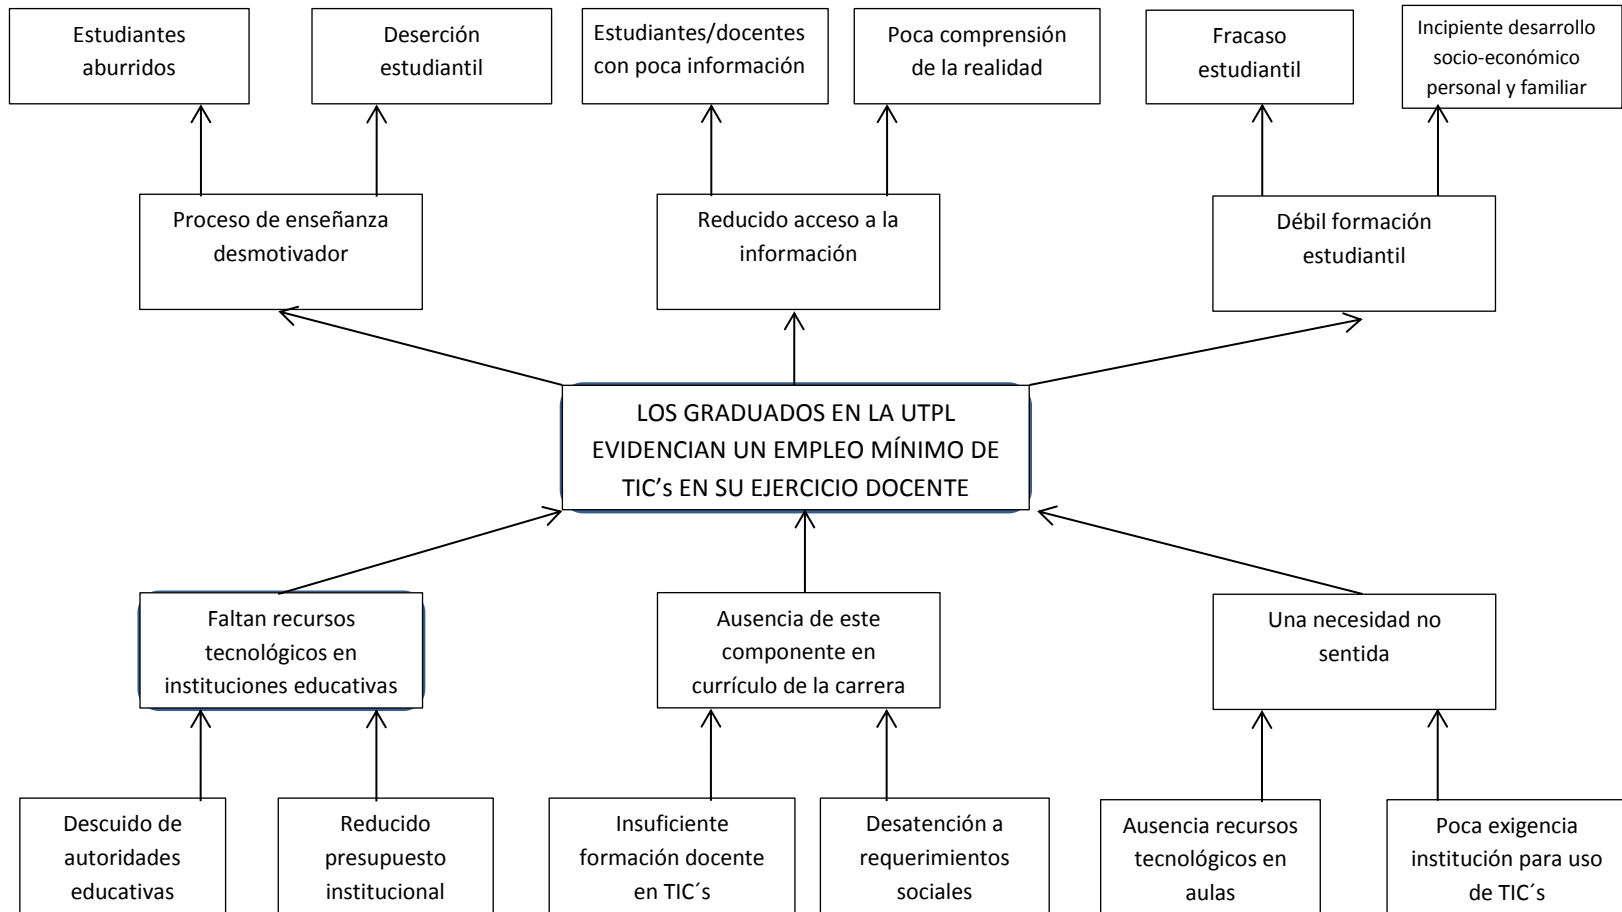 Estudiantes
aburridos
Deserción
estudiantil
Estudiantes/docentes
con poca información
Poca comprensión
de la realidad
Fracaso
estudiantil
Incipiente desarrollo
socio-económico
personal y familiar
Proceso de enseñanza
desmotivador
Reducido acceso a la
información
Débil formación
estudiantil
LOS GRADUADOS EN LA UTPL
EVIDENCIAN UN EMPLEO MÍNIMO DE
TIC’s EN SU EJERCICIO DOCENTE
Faltan recursos
tecnológicos en
instituciones educativas
Ausencia de este
componente en
currículo de la carrera
Una necesidad no
sentida
Descuido de
autoridades
educativas
Reducido
presupuesto
institucional
Insuficiente
formación docente
en TIC´s
Desatención a
requerimientos
sociales
Ausencia recursos
tecnológicos en
aulas
Poca exigencia
institución para uso
de TIC´s